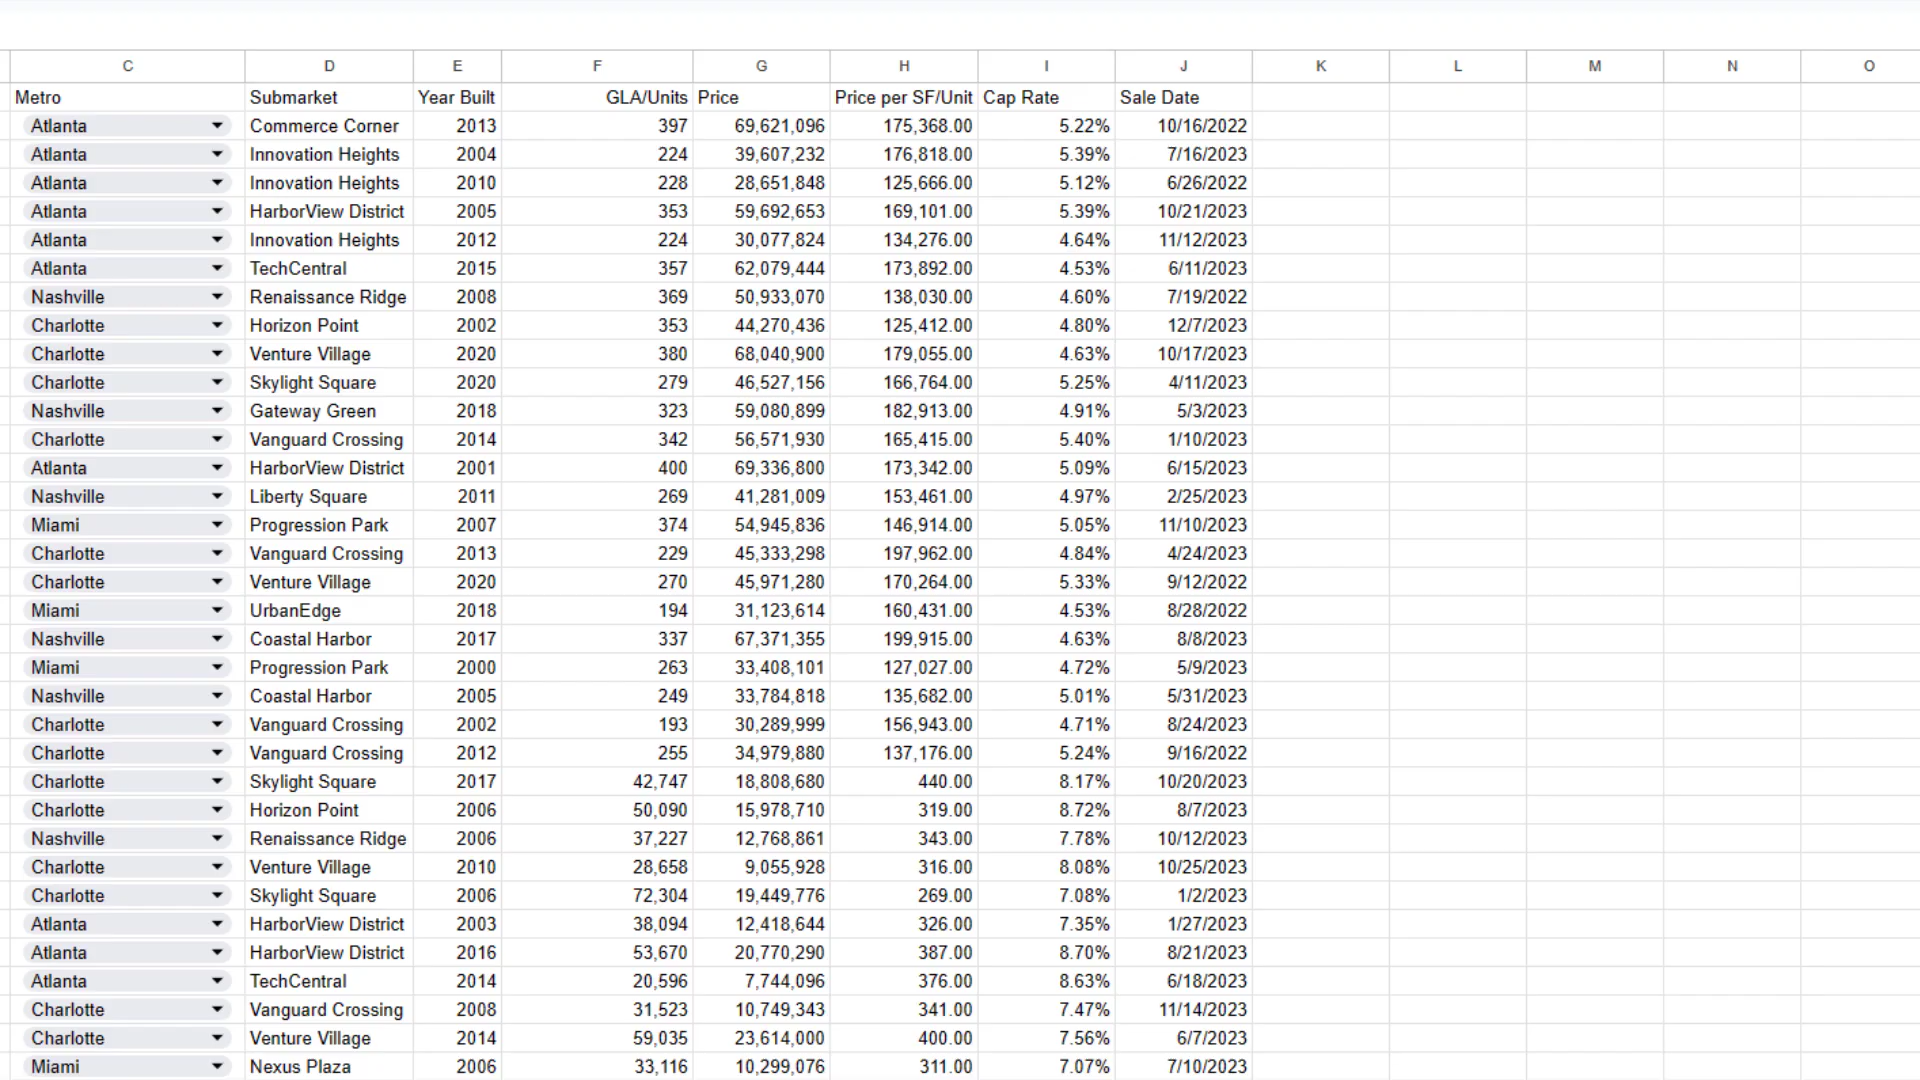 C D E F G H I J K L M N O
Metro Submarket Year Built GLA/Units Price Price per SF/Unit Cap Rate Sale Date
Atlanta Commerce Corner 2013 397 69,621,096 175,368.00 5.22% 10/16/2022
Atlanta Innovation Heights 2004 224 39,607,232 176,818.00 5.39% 7/16/2023
Atlanta Innovation Heights 2010 228 28,651,848 125,666.00 5.12% 6/26/2022
Atlanta HarborView District 2005 353 59,692,653 169,101.00 5.39% 10/21/2023
Atlanta Innovation Heights 2012 224 30,077,824 134,276.00 4.64% 11/12/2023
Atlanta TechCentral 2015 357 62,079,444 173,892.00 4.53% 6/11/2023
Nashville Renaissance Ridge 2008 369 50,933,070 138,030.00 4.60% 7/19/2022
Charlotte Horizon Point 2002 353 44,270,436 125,412.00 4.80% 12/7/2023
Charlotte Venture Village 2020 380 68,040,900 179,055.00 4.63% 10/17/2023
Charlotte Skylight Square 2020 279 46,527,156 166,764.00 5.25% 4/11/2023
Nashville Gateway Green 2018 323 59,080,899 182,913.00 4.91% 5/3/2023
Charlotte Vanguard Crossing 2014 342 56,571,930 165,415.00 5.40% 1/10/2023
Atlanta HarborView District 2001 400 69,336,800 173,342.00 5.09% 6/15/2023
Nashville Liberty Square 2011 269 41,281,009 153,461.00 4.97% 2/25/2023
Miami Progression Park 2007 374 54,945,836 146,914.00 5.05% 11/10/2023
Charlotte Vanguard Crossing 2013 229 45,333,298 197,962.00 4.84% 4/24/2023
Charlotte Venture Village 2020 270 45,971,280 170,264.00 5.33% 9/12/2022
Miami UrbanEdge 2018 194 31,123,614 160,431.00 4.53% 8/28/2022
Nashville Coastal Harbor 2017 337 67,371,355 199,915.00 4.63% 8/8/2023
Miami Progression Park 2000 263 33,408,101 127,027.00 4.72% 5/9/2023
Nashville Coastal Harbor 2005 249 33,784,818 135,682.00 5.01% 5/31/2023
Charlotte Vanguard Crossing 2002 193 30,289,999 156,943.00 4.71% 8/24/2023
Charlotte Vanguard Crossing 2012 255 34,979,880 137,176.00 5.24% 9/16/2022
Charlotte Skylight Square 2017 42,747 18,808,680 440.00 8.17% 10/20/2023
Charlotte Horizon Point 2006 50,090 15,978,710 319.00 8.72% 8/7/2023
Nashville Renaissance Ridge 2006 37,227 12,768,861 343.00 7.78% 10/12/2023
Charlotte Venture Village 2010 28,658 9,055,928 316.00 8.08% 10/25/2023
Charlotte Skylight Square 2006 72,304 19,449,776 269.00 7.08% 1/2/2023
Atlanta HarborView District 2003 38,094 12,418,644 326.00 7.35% 1/27/2023
Atlanta HarborView District 2016 53,670 20,770,290 387.00 8.70% 8/21/2023
Atlanta TechCentral 2014 20,596 7,744,096 376.00 8.63% 6/18/2023
Charlotte Vanguard Crossing 2008 31,523 10,749,343 341.00 7.47% 11/14/2023
Charlotte Venture Village 2014 59,035 23,614,000 400.00 7.56% 6/7/2023
Miami Nexus Plaza 2006 33,116 10,299,076 311.00 7.07% 7/10/2023